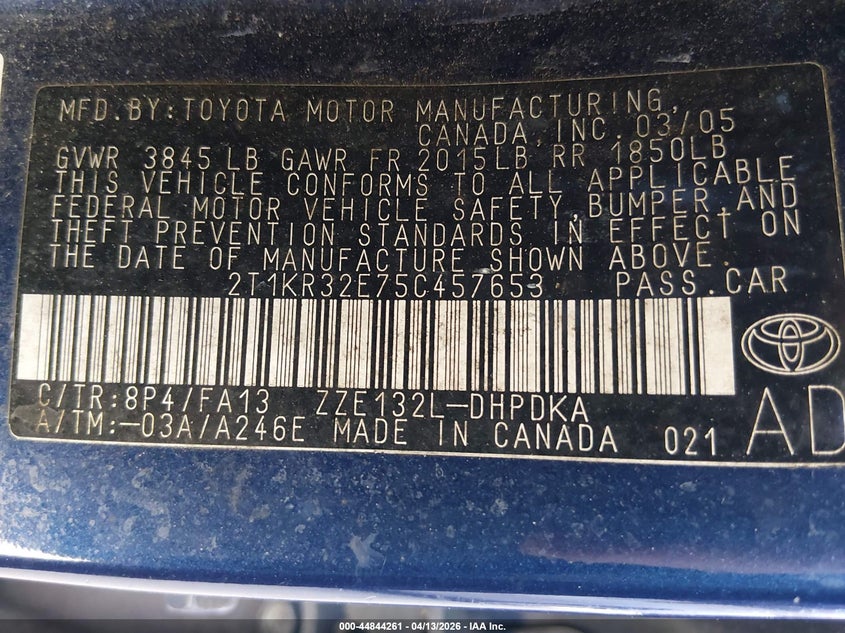 MFD.BY:TOYOTA MOTOR MANUFACTURING,
CANADA,INC.03/05
GVWR 3845LB GAWR FR 2015LB RR 1850LB
THIS VEHICLE CONFORMS TO ALL APPLICABLE
FEDERAL MOTOR VEHICLE SAFETY,BUMPER,AND
THEFT PREVENTION STANDARDS IN EFFECT ON
THE DATE OF MANUFACTURE SHOWN ABOVE.
2T1KR32E75C457653 PASS.CAR
C/TR:8P4/FA13 ZZE132L-DHPDKA
A/TM:-03A/A246E MADE IN CANADA 021 AD
000-44844261 - 04/13/2026 - IAA Inc.